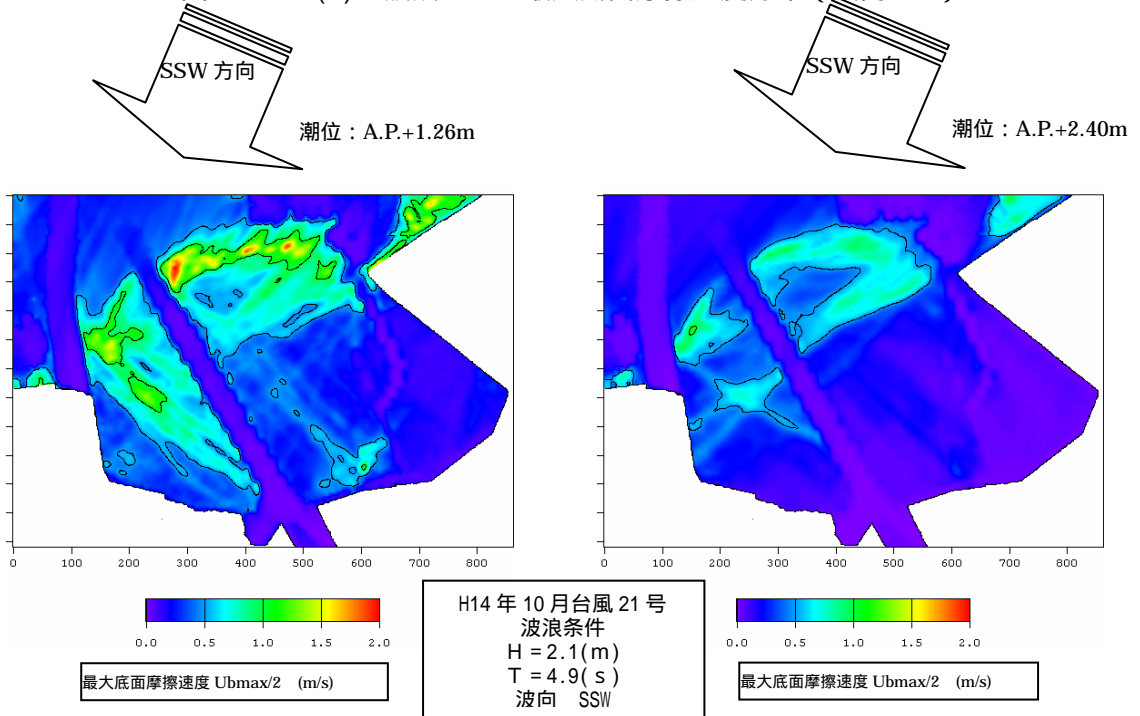 SSW 方向
SSW 方向
潮位：A.P.+1.26m
潮位：A.P.+2.40m
0 100 200 300 400 500 600 700 800
0 100 200 300 400 500 600 700 800
0.0 0.5 1.0 1.5 2.0
最大底面摩擦速度 Ubmax/2 (m/s)
H14 年 10 月台風 21 号
波浪条件
H =2.1(m)
T =4.9(s)
波向 SSW
0.0 0.5 1.0 1.5 2.0
最大底面摩擦速度 Ubmax/2 (m/s)